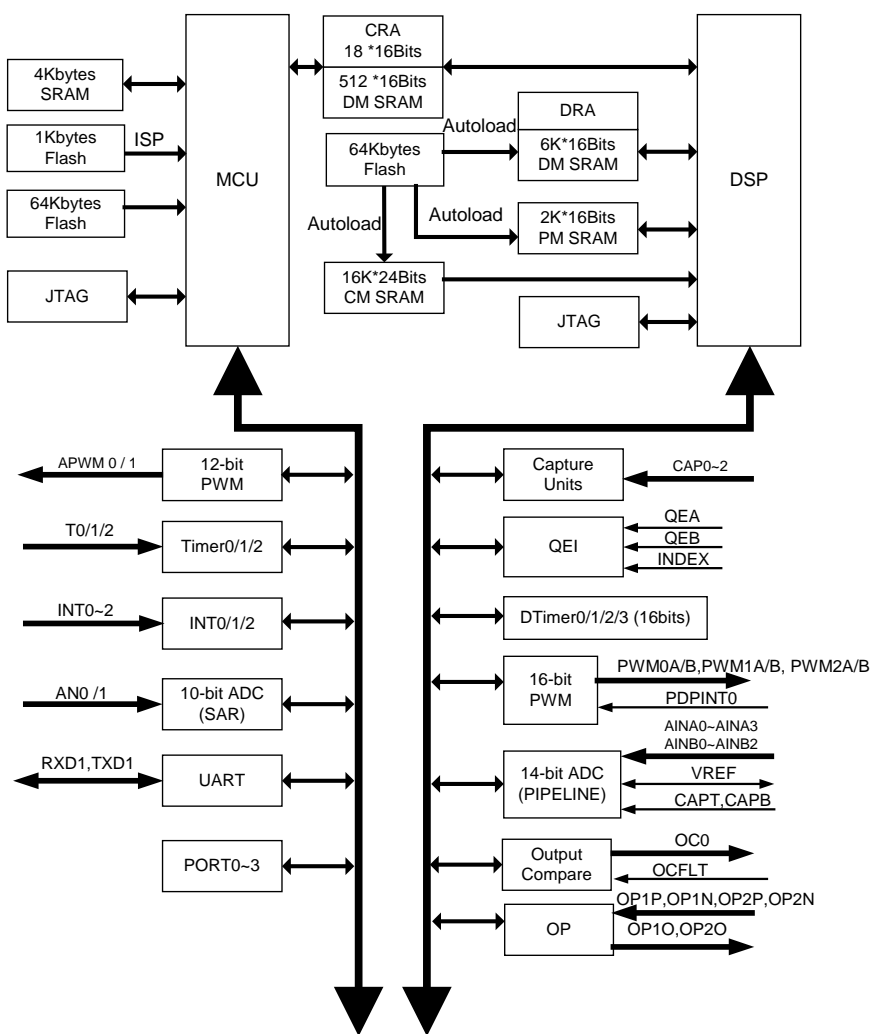 4Kbytes
SRAM
1Kbytes
Flash
ISP
64Kbytes
Flash
JTAG
MCU
CRA
18 *16Bits
512 *16Bits
DM SRAM
64Kbytes
Flash
Autoload
Autoload
Autoload
DRA
6K*16Bits
DM SRAM
2K*16Bits
PM SRAM
16K*24Bits
CM SRAM
JTAG
DSP
APWM 0 / 1
12-bit
PWM
T0/1/2
Timer0/1/2
INT0~2
INT0/1/2
AN0 /1
10-bit ADC
(SAR)
RXD1,TXD1
UART
PORT0~3
Capture
Units
CAP0~2
QEI
QEA
QEB
INDEX
DTimer0/1/2/3 (16bits)
16-bit
PWM
PWM0A/B,PWM1A/B, PWM2A/B
PDPINT0
14-bit ADC
(PIPELINE)
AINA0~AINA3
AINB0~AINB2
VREF
CAPT,CAPB
Output
Compare
OC0
OCFLT
OP
OP1P,OP1N,OP2P,OP2N
OP1O,OP2O